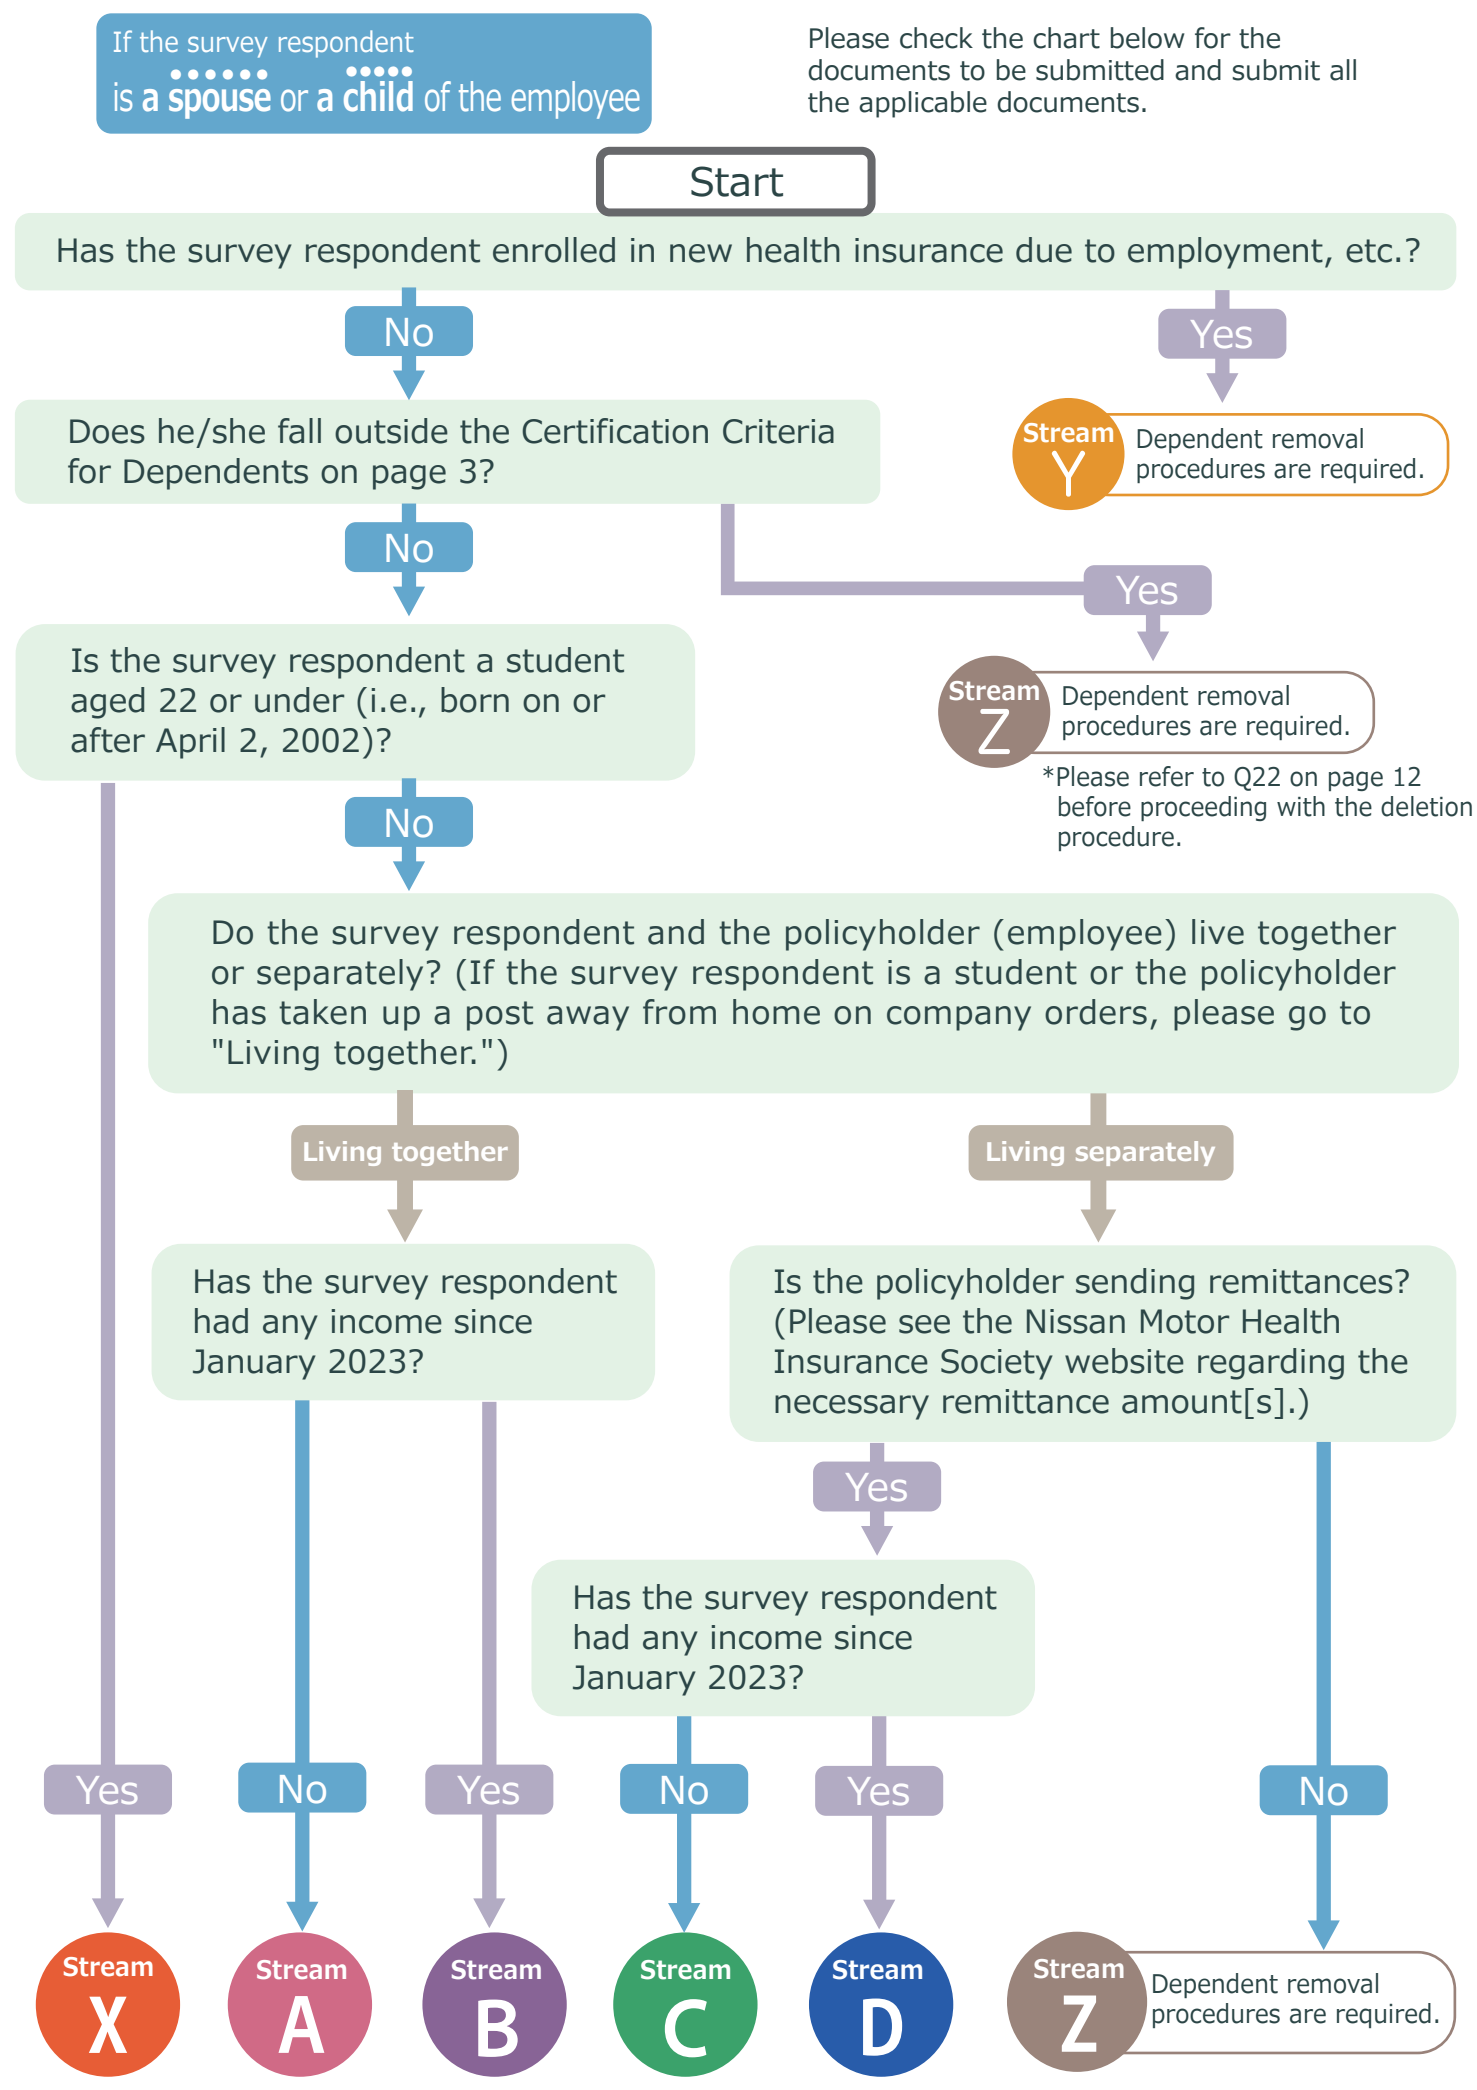 If the survey respondent
is a spouse or a child of the employee
Please check the chart below for the
documents to be submitted and submit all
the applicable documents.
Start
Has the survey respondent enrolled in new health insurance due to employment, etc.?
No
Yes
Does he/she fall outside the Certification Criteria
for Dependents on page 3?
Stream
Y
Dependent removal
procedures are required.
No
Yes
Is the survey respondent a student
aged 22 or under (i.e., born on or
after April 2, 2002)?
Stream
Z
Dependent removal
procedures are required.
*Please refer to Q22 on page 12
before proceeding with the deletion
procedure.
No
Do the survey respondent and the policyholder (employee) live together
or separately? (If the survey respondent is a student or the policyholder
has taken up a post away from home on company orders, please go to
"Living together.")
Living together
Living separately
Has the survey respondent
had any income since
January 2023?
Is the policyholder sending remittances?
(Please see the Nissan Motor Health
Insurance Society website regarding the
necessary remittance amount[s].)
Yes
Has the survey respondent
had any income since
January 2023?
Yes
No
Yes
No
Yes
No
Stream
X
Stream
A
Stream
B
Stream
C
Stream
D
Stream
Z
Dependent removal
procedures are required.